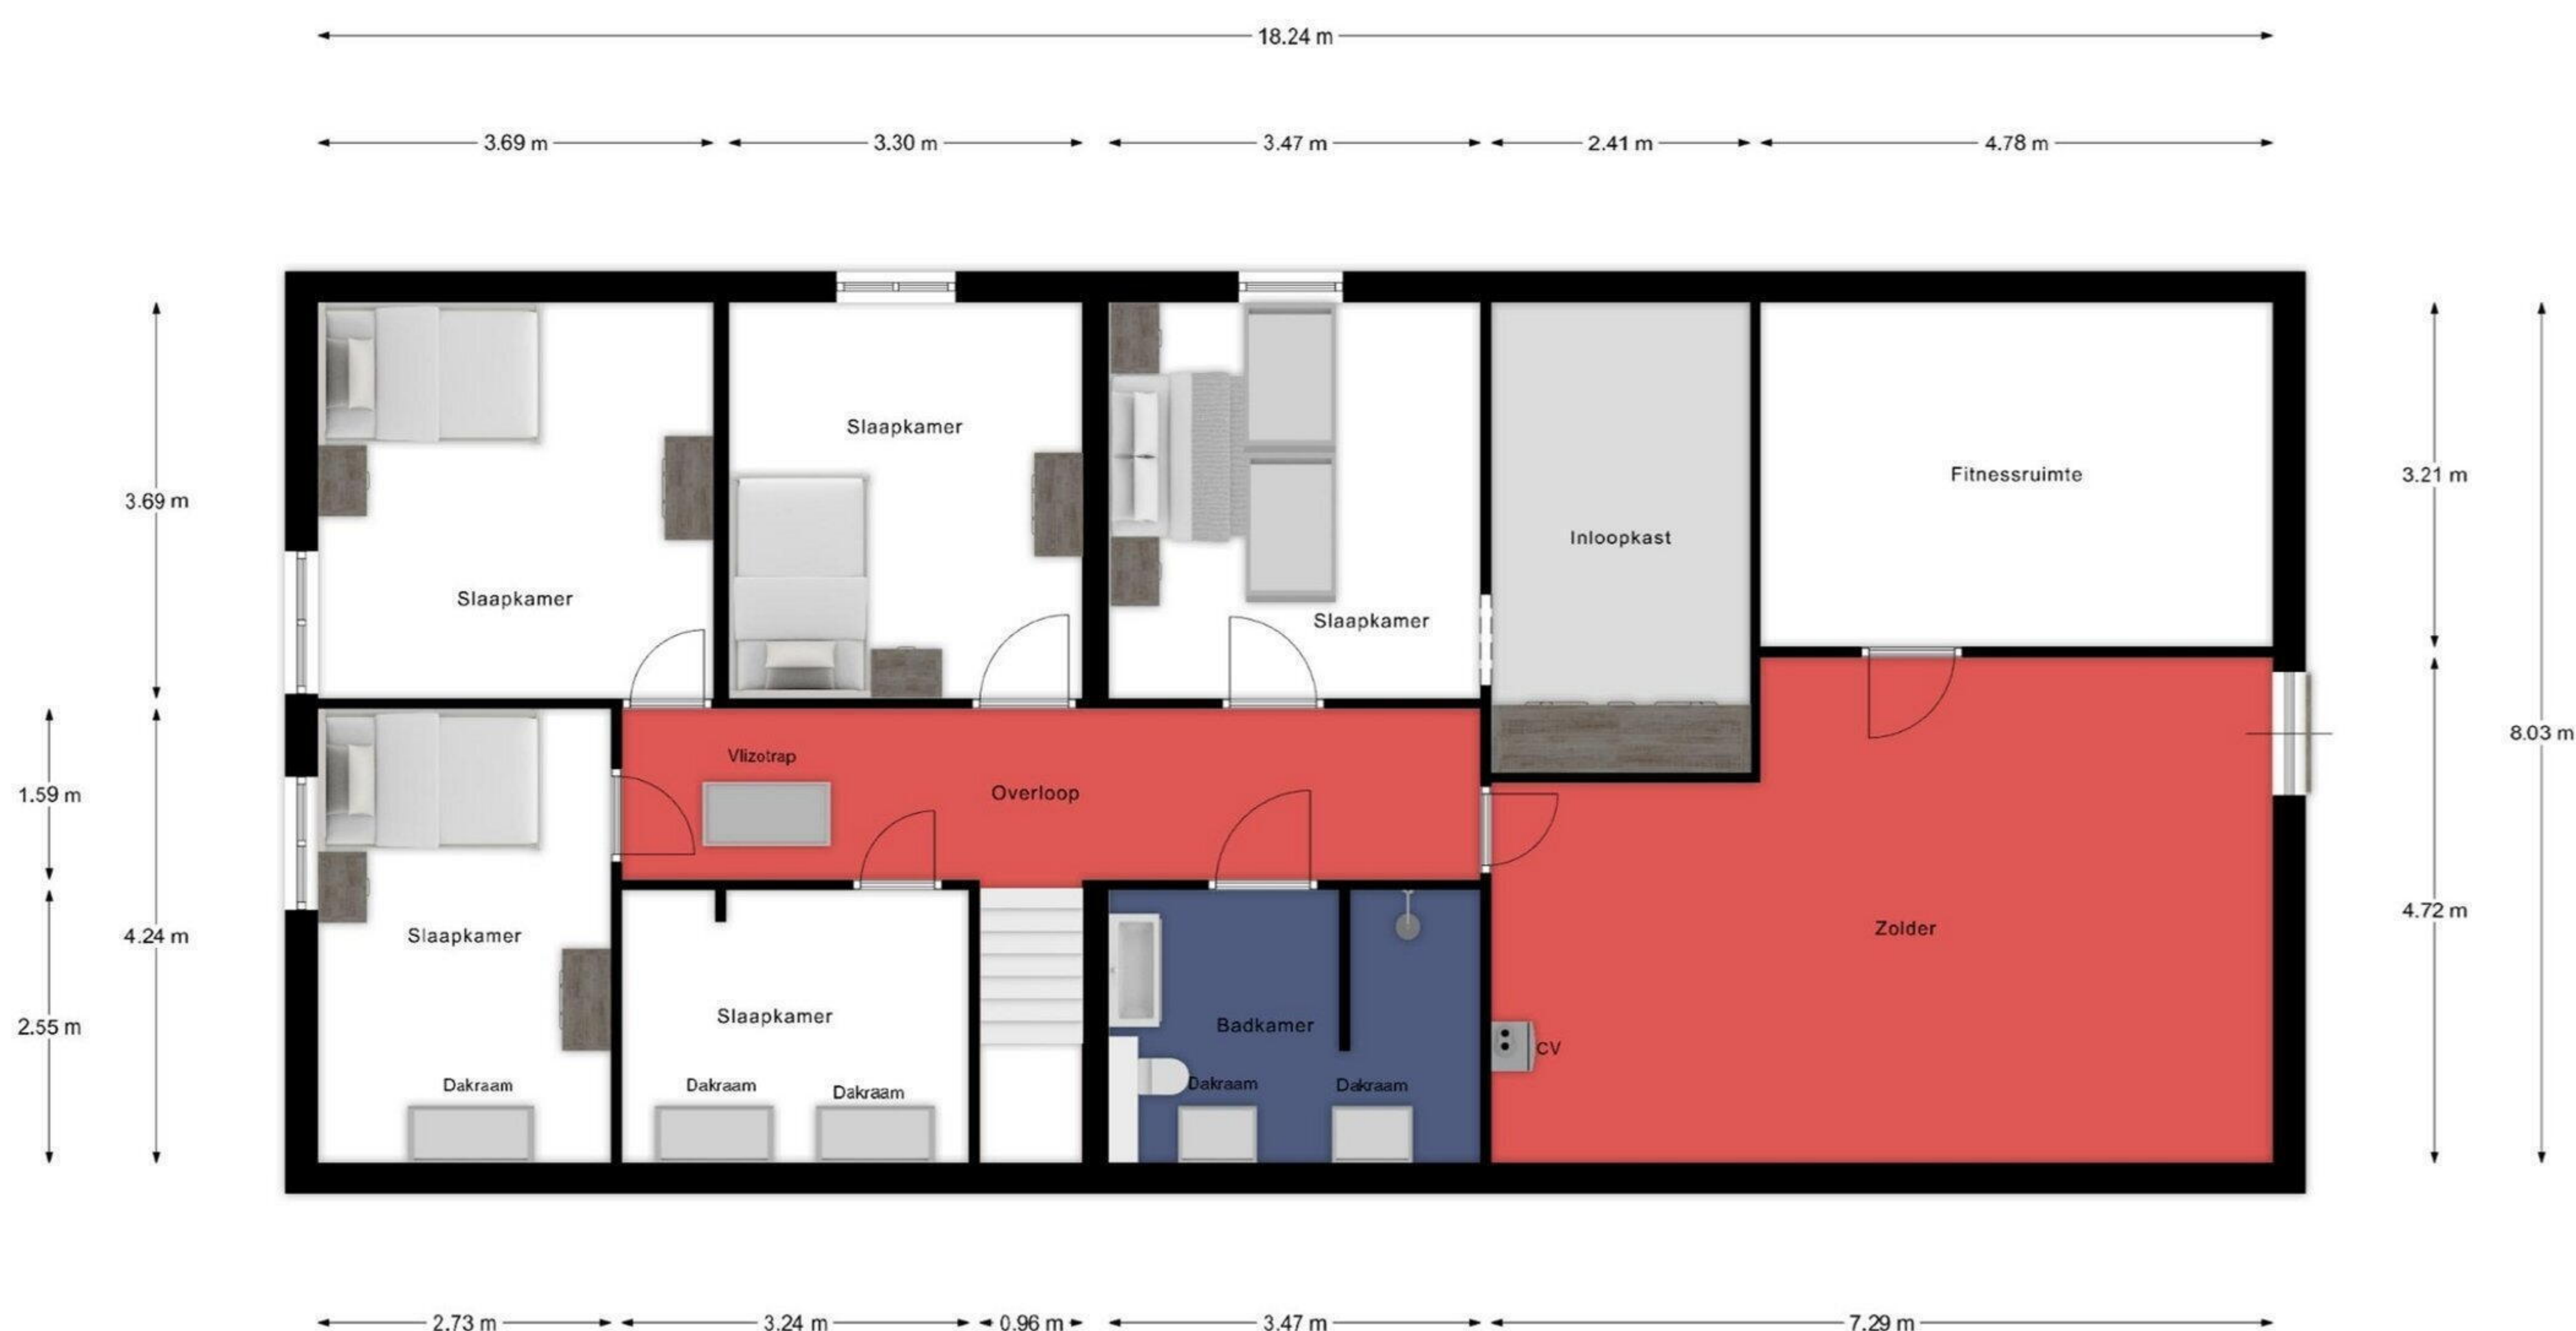 18.24 m
3.69 m
3.30 m
3.47 m
2.41 m
4.78 m
Slaapkamer
3.69 m
Fitnessruimte
3.21 m
Inloopkast
Slaapkamer
Slaapkamer
8.03 m
Vlizotrap
Overloop
1.59 m
4.72 m
Zolder
4.24 m
Slaapkamer
Slaapkamer
Badkamer
2.55 m
CV
Dakraam
Dakraam
Dakraam
Dakraam
Dakraam
2.73 m
3.24 m
0.96 m
3.47 m
7.29 m